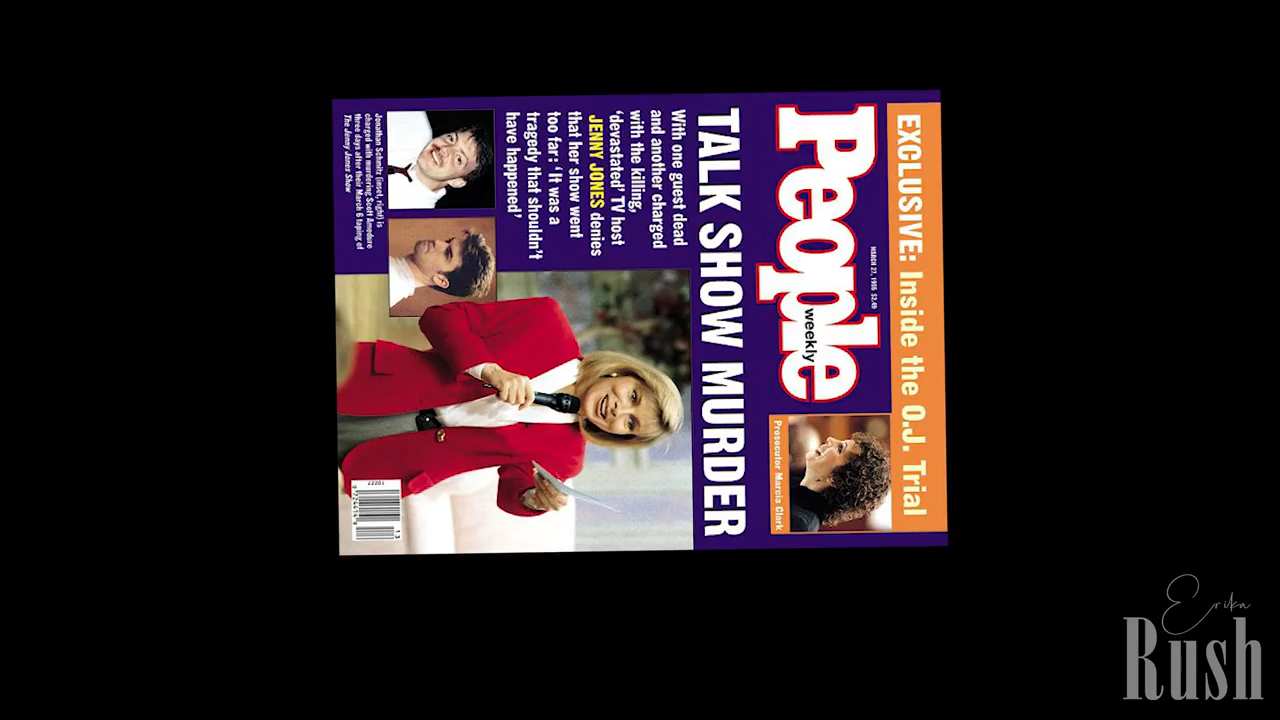 EXCLUSIVE: Inside the O.J. Trial
People
weekly
MARCH 27, 1995 $2.49
Prosecutor Marcia Clark
TALK SHOW MURDER
With one guest dead
and another charged
with the killing,
'devastated' TV host
JENNY JONES denies
that her show went
too far: 'It was a
tragedy that shouldn't
have happened'
Jonathan Schmitz (inset, right) is
charged with murdering Scott Amedure
three days after their March 6 taping of
The Jenny Jones Show
Erika
Rush